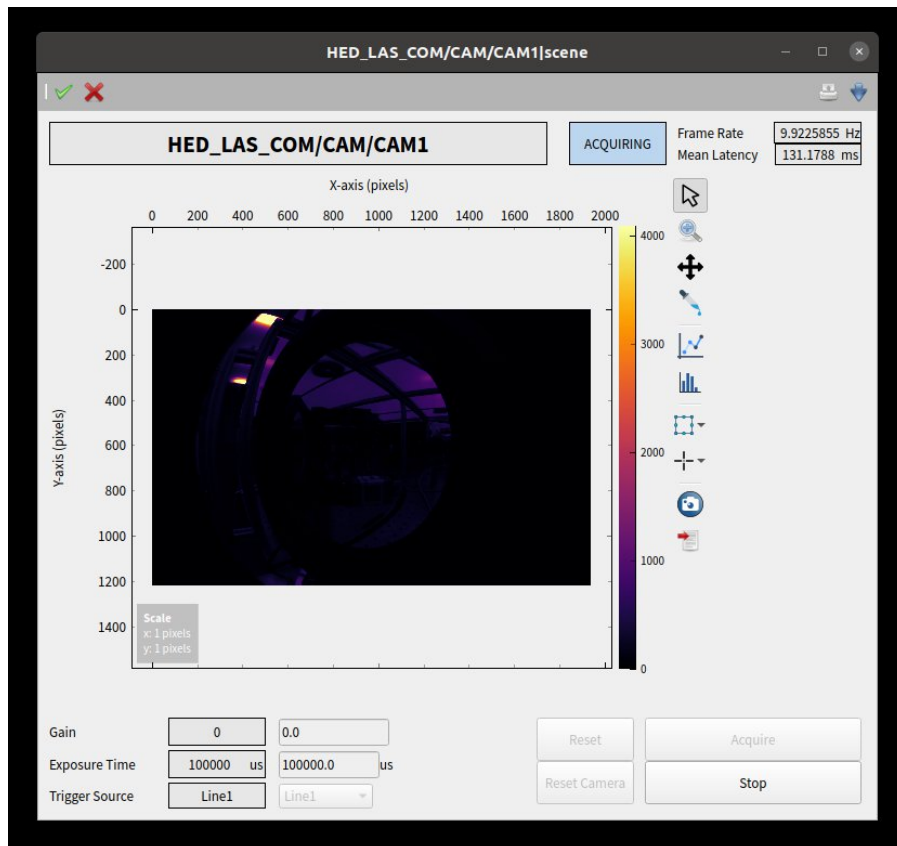 HED_LAS_COM/CAM/CAM1|scene
HED_LAS_COM/CAM/CAM1
ACQUIRING
Frame Rate 9.9225855 Hz
Mean Latency 131.1788 ms
X-axis (pixels)
0 200 400 600 800 1000 1200 1400 1600 1800 2000
Y-axis (pixels)
-200
0
200
400
600
800
1000
1200
1400
4000
3000
2000
1000
0
Scale
x: 1 pixels
y: 1 pixels
Gain 0 0.0
Reset Acquire
Exposure Time 100000 us 100000.0 us
Reset Camera Stop
Trigger Source Line1 Line1